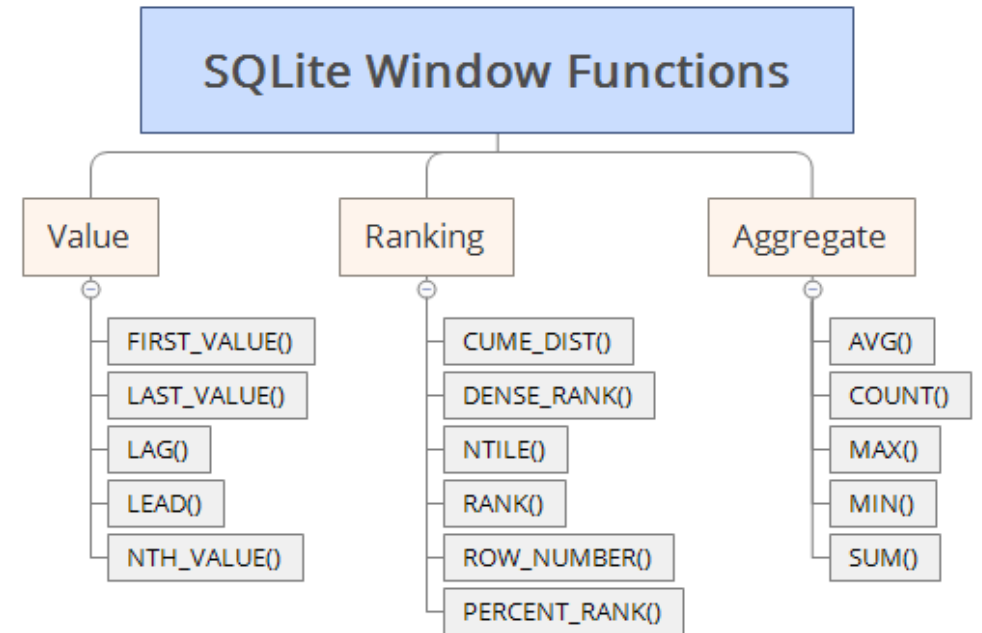 SQLite Window Functions
Value
FIRST_VALUE()
LAST_VALUE()
LAG()
LEAD()
NTH_VALUE()
Ranking
CUME_DIST()
DENSE_RANK()
NTILE()
RANK()
ROW_NUMBER()
PERCENT_RANK()
Aggregate
AVG()
COUNT()
MAX()
MIN()
SUM()